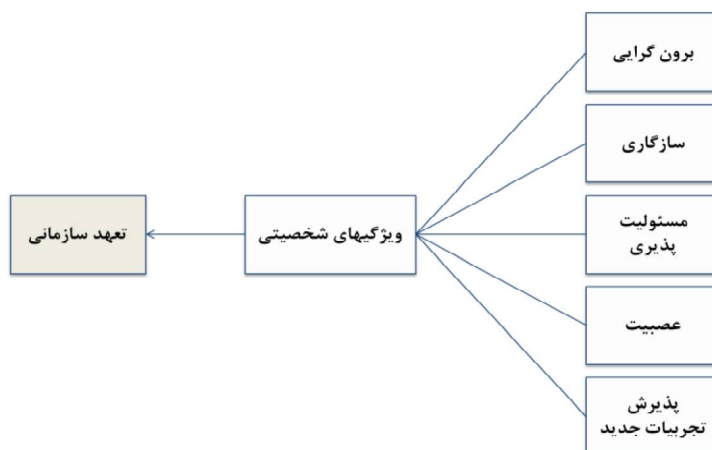 برون گرایی
سازگاری
مسئولیت
پذیری
عصبیت
پذیرش
تجربیات جدید
ویژگیهای شخصیتی
تعهد سازمانی